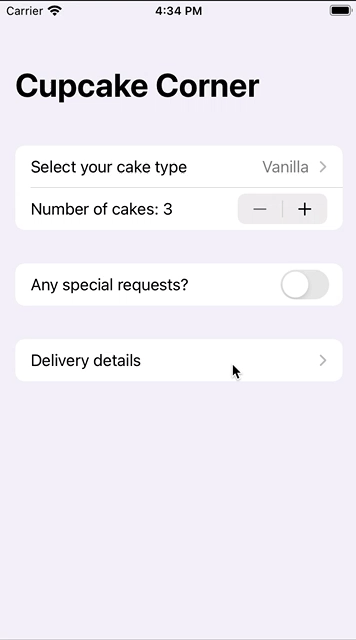 Carrier 4:34 PM
Cupcake Corner
Select your cake type Vanilla
Number of cakes: 3
Any special requests?
Delivery details